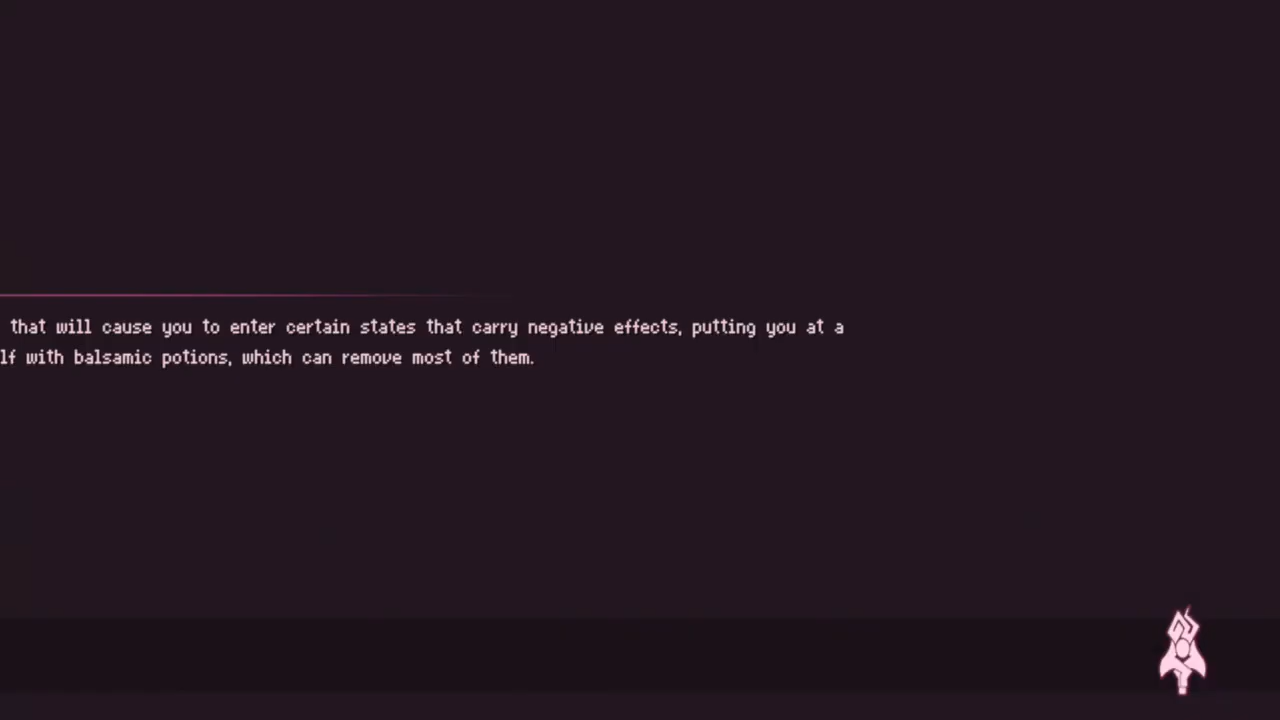 that will cause you to enter certain states that carry negative effects, putting you at a
lf with balsamic potions, which can remove most of them.